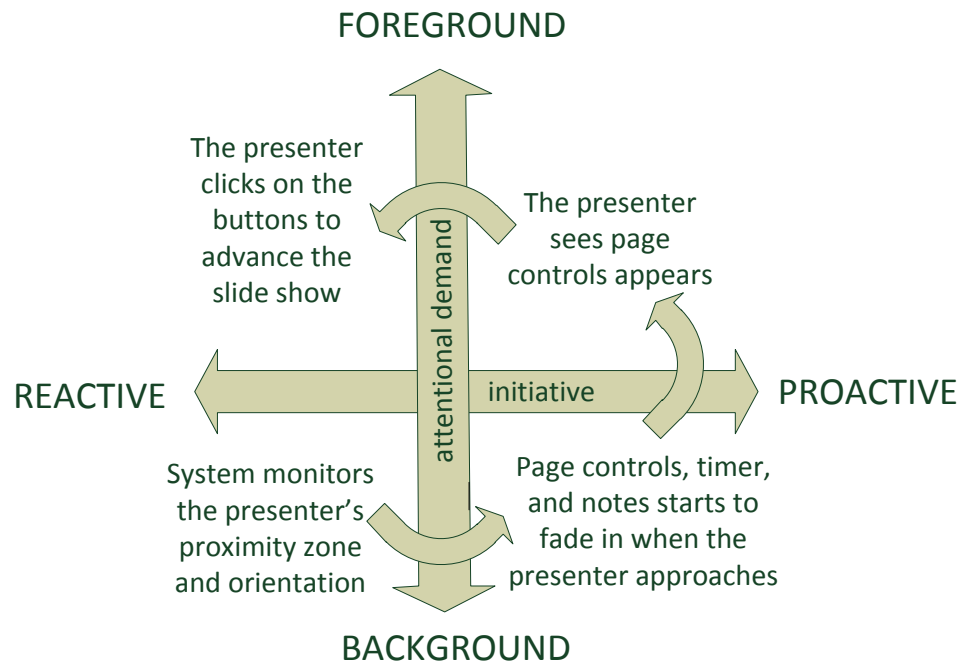 FOREGROUND
The presenter
clicks on the
buttons to
advance the
slide show
The presenter
sees page
controls appears
attentional demand
REACTIVE
initiative
PROACTIVE
System monitors
the presenter’s
proximity zone
and orientation
Page controls, timer,
and notes starts to
fade in when the
presenter approaches
BACKGROUND